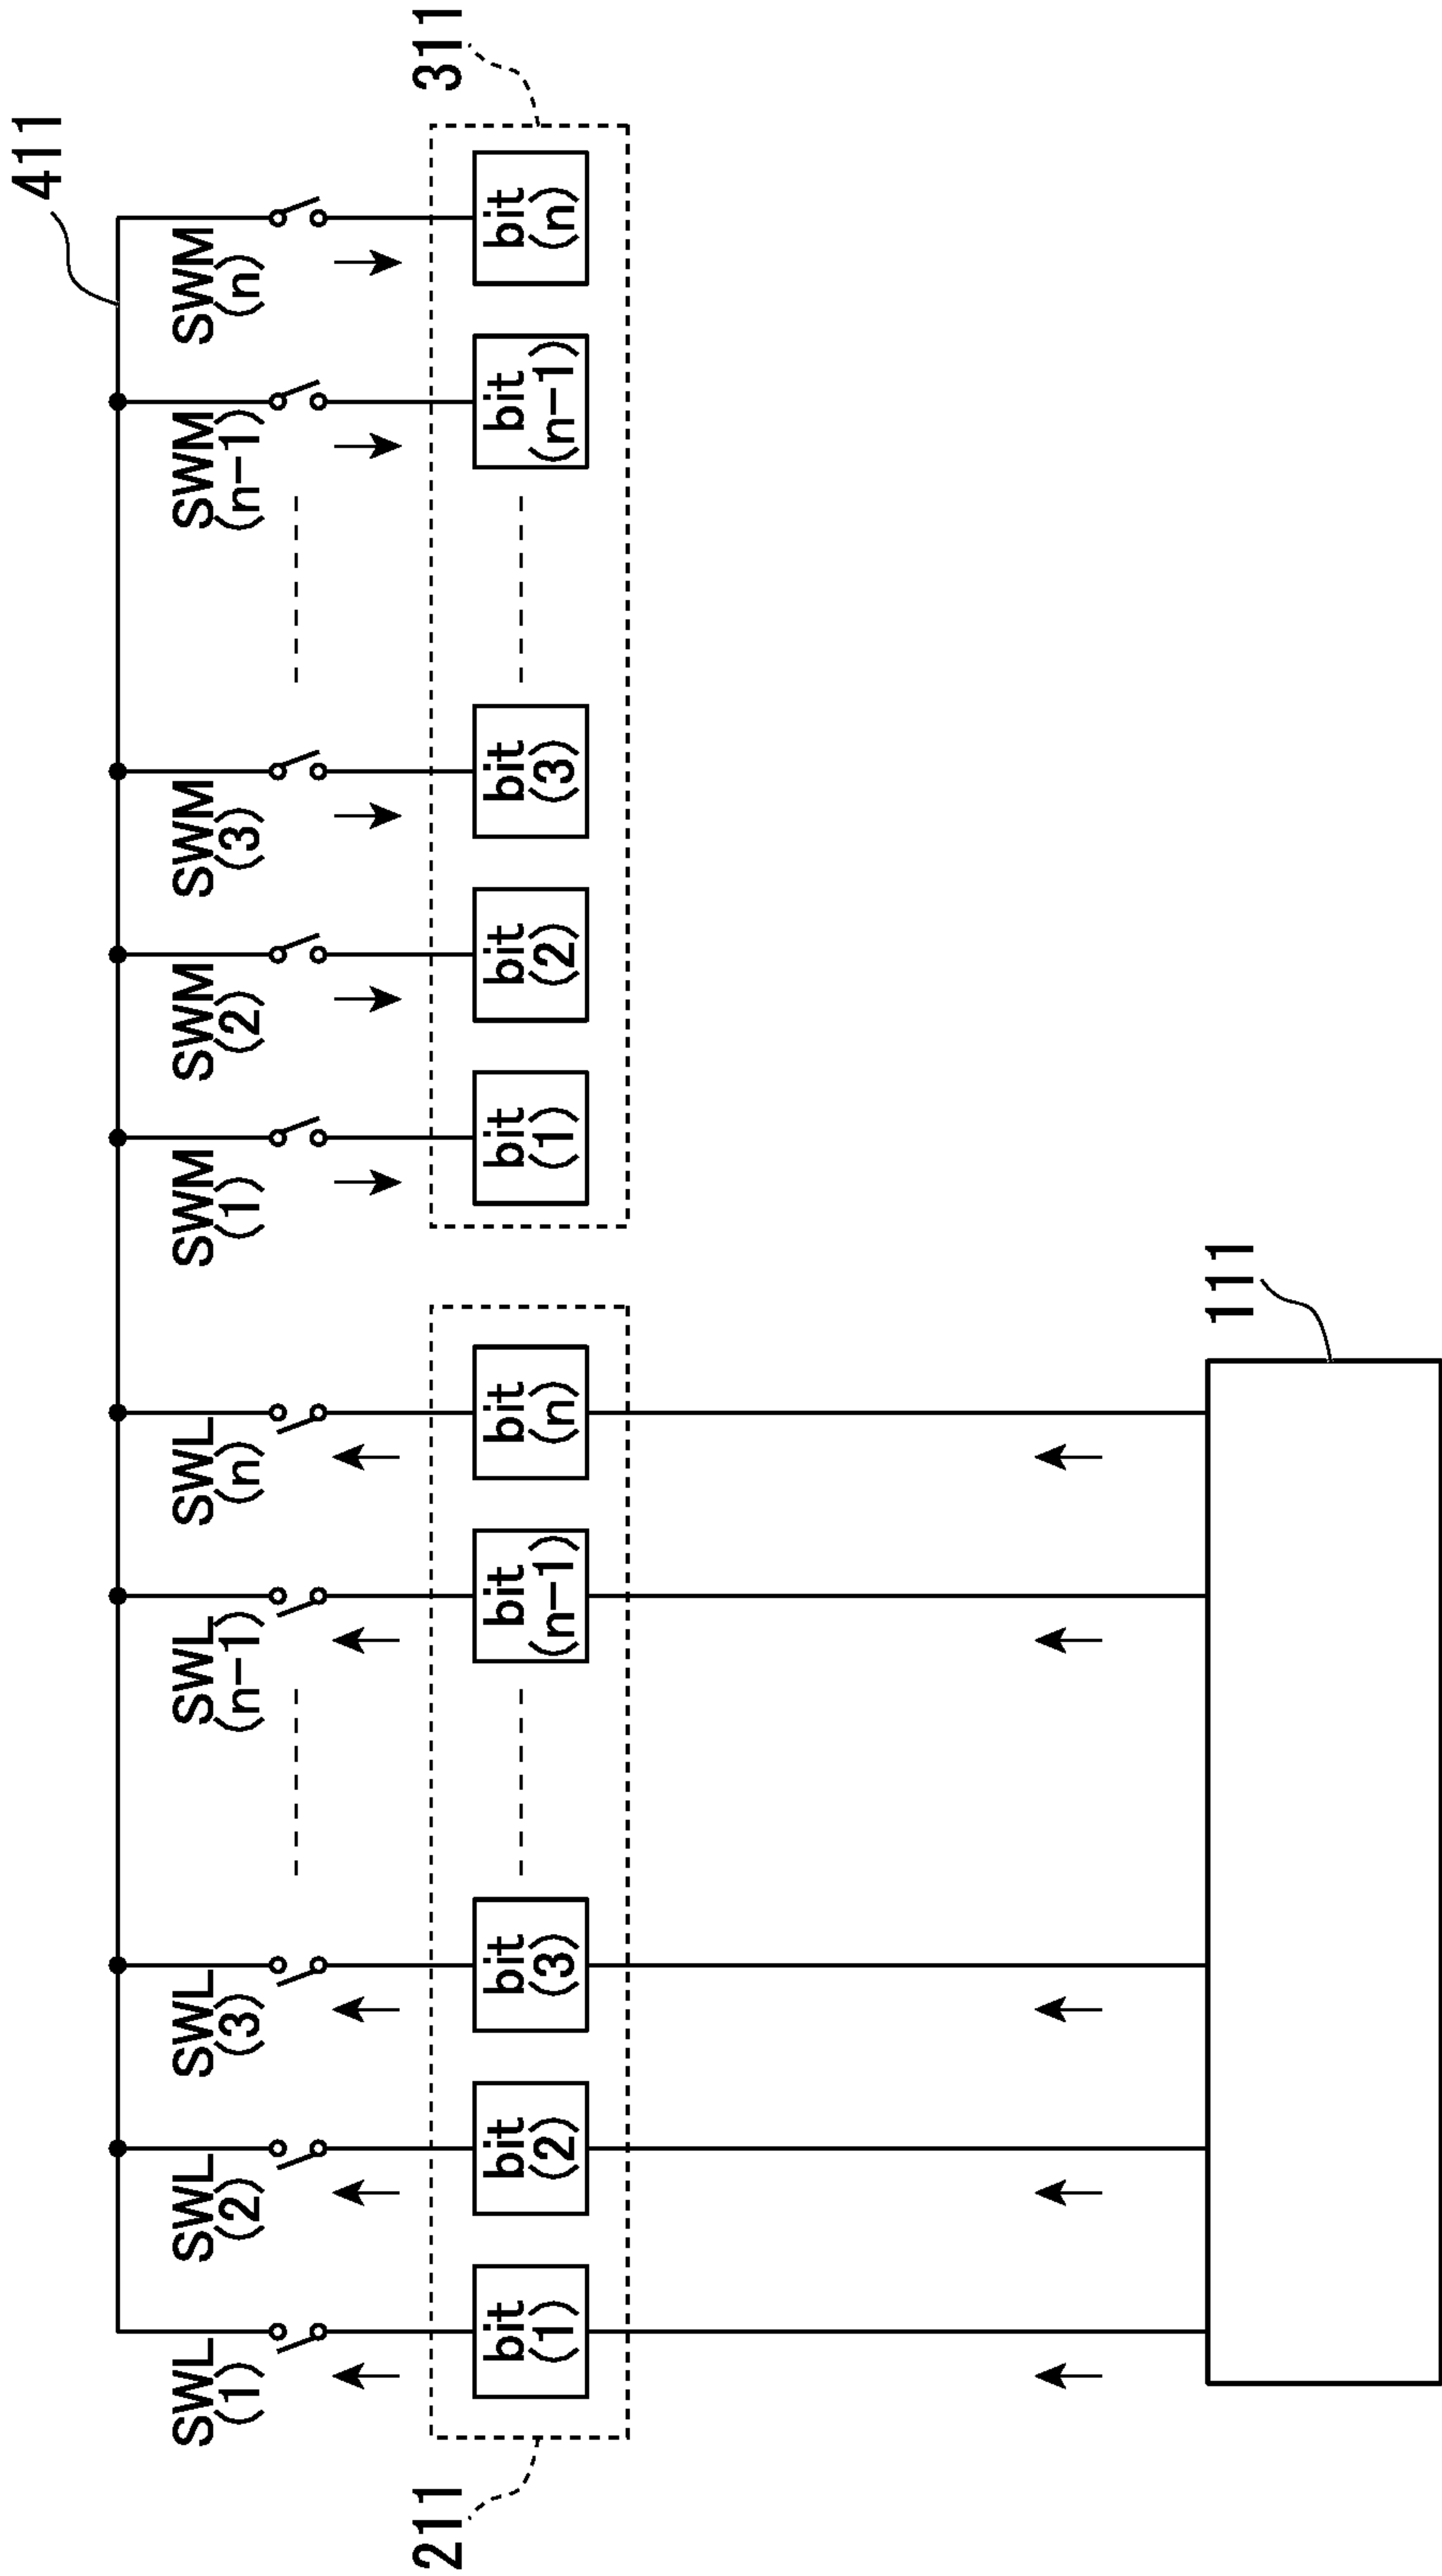 411
SWL
(1)
SWL
(2)
SWL
(3)
SWL
(n-1)
SWL
(n)
SWM
(1)
SWM
(2)
SWM
(3)
SWM
(n-1)
SWM
(n)
211
bit
(1)
bit
(2)
bit
(3)
bit
(n-1)
bit
(n)
bit
(1)
bit
(2)
bit
(3)
bit
(n-1)
bit
(n)
311
111